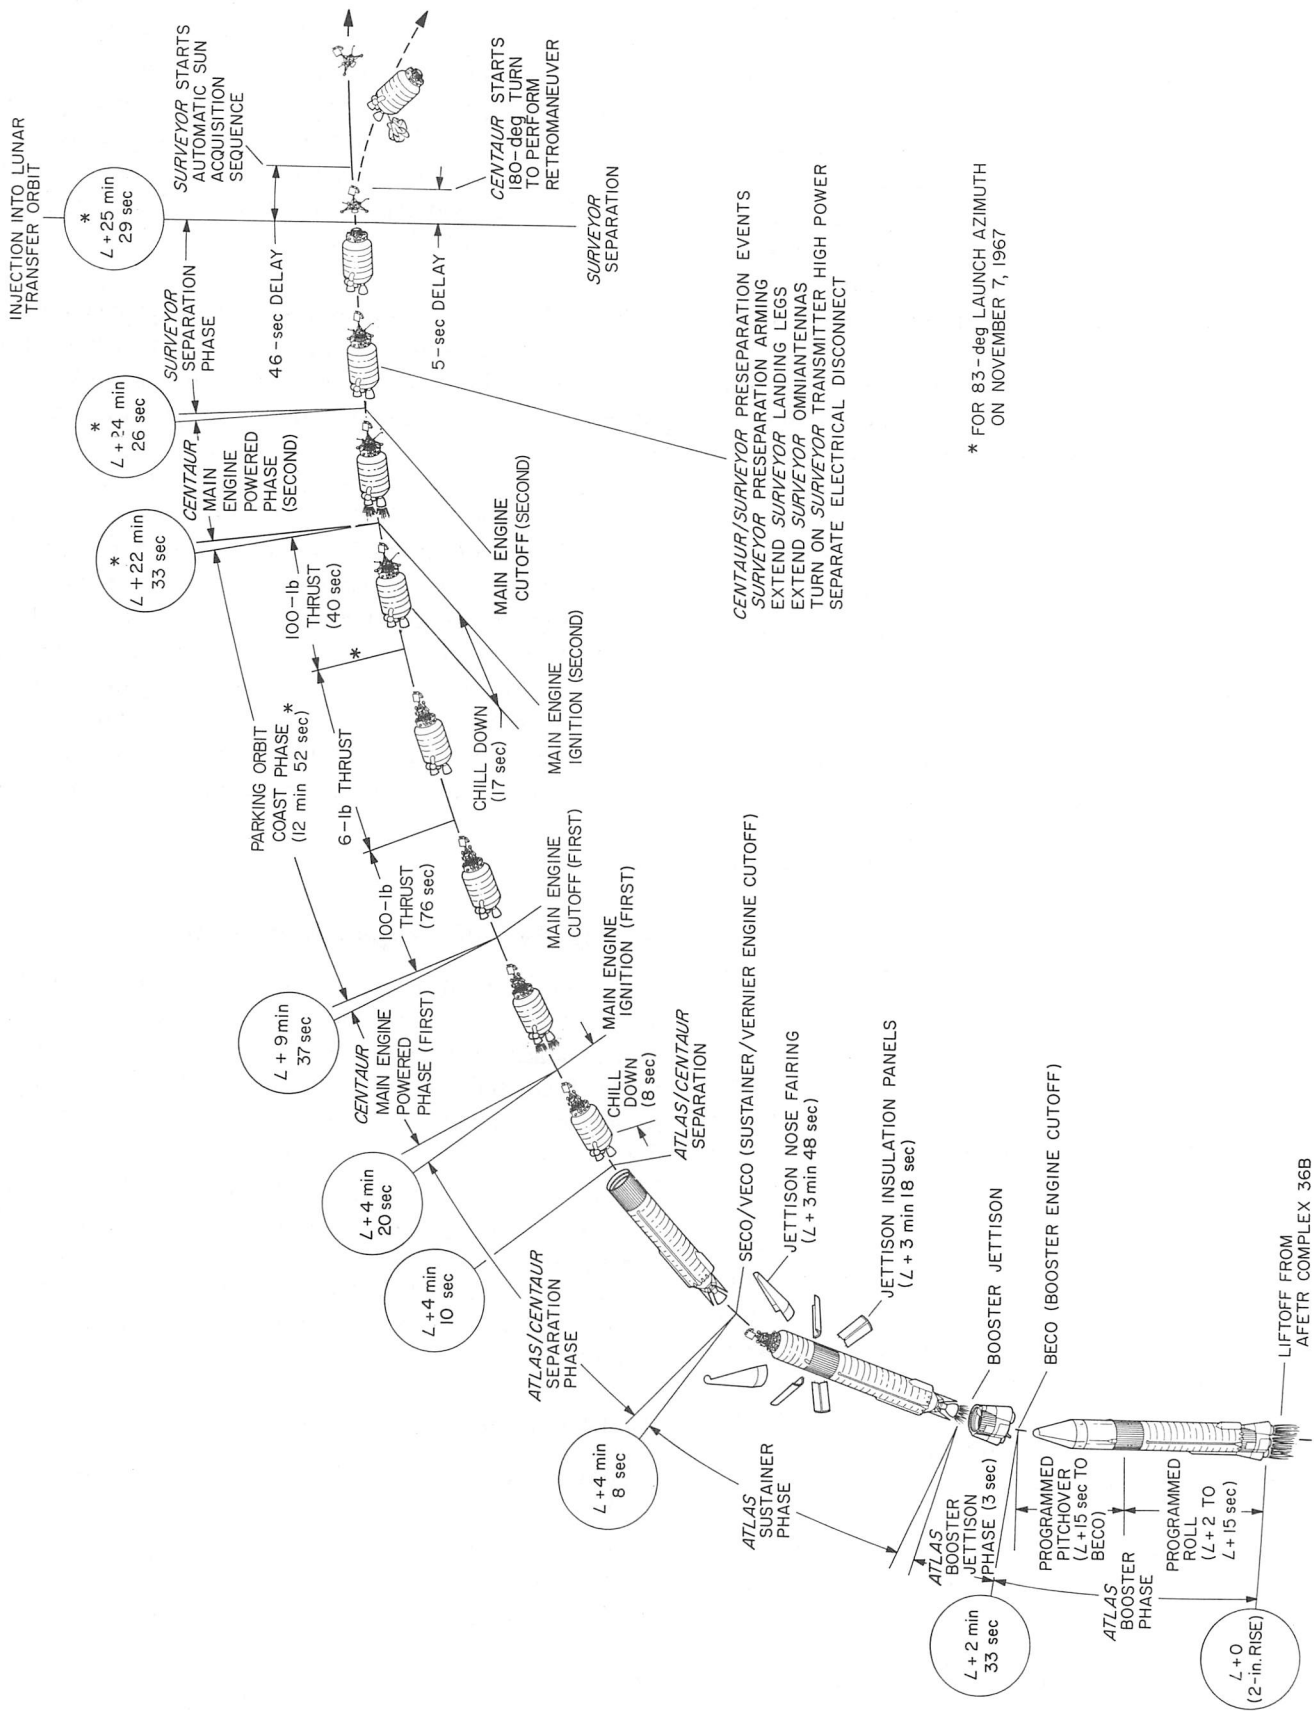 INJECTION INTO LUNAR
TRANSFER ORBIT
*
L+25 min
29 sec
SURVEYOR STARTS
AUTOMATIC SUN
ACQUISITION
SEQUENCE
SURVEYOR
SEPARATION
PHASE
46-sec DELAY
5-sec DELAY
CENTAUR STARTS
180-deg TURN
TO PERFORM
RETROMANEUVER
SURVEYOR
SEPARATION
*
L+24 min
26 sec
CENTAUR
MAIN
ENGINE
POWERED
PHASE
(SECOND)
*
L+22 min
33 sec
MAIN ENGINE
CUTOFF (SECOND)
100-lb
THRUST
(40 sec)
*
MAIN ENGINE
IGNITION (SECOND)
CHILL DOWN
(17 sec)
PARKING ORBIT
COAST PHASE *
(12 min 52 sec)
6-lb THRUST
100-lb
THRUST
(76 sec)
MAIN ENGINE
CUTOFF (FIRST)
L+9min
37 sec
CENTAUR
MAIN ENGINE
POWERED
PHASE (FIRST)
MAIN ENGINE
IGNITION (FIRST)
CHILL
DOWN
(8 sec)
L+4 min
20 sec
ATLAS/CENTAUR
SEPARATION
L+4 min
10 sec
ATLAS/CENTAUR
SEPARATION
PHASE
SECO/VECO (SUSTAINER/VERNIER ENGINE CUTOFF)
JETTISON NOSE FAIRING
(L+3 min 48 sec)
JETTISON INSULATION PANELS
(L+3 min 18 sec)
L+4 min
8 sec
ATLAS
SUSTAINER
PHASE
BOOSTER JETTISON
BECO (BOOSTER ENGINE CUTOFF)
ATLAS
BOOSTER
JETTISON
PHASE (3 sec)
L+2 min
33 sec
PROGRAMMED
PITCHOVER
(L+15 sec TO
BECO)
PROGRAMMED
ROLL
(L+2 TO
L+15 sec)
ATLAS
BOOSTER
PHASE
L+0
(2-in.RISE)
LIFTOFF FROM
AFETR COMPLEX 36B
CENTAUR/SURVEYOR PRESEPARATION EVENTS
SURVEYOR PRESEPARATION ARMING
EXTEND SURVEYOR LANDING LEGS
EXTEND SURVEYOR OMNIANTENNAS
TURN ON SURVEYOR TRANSMITTER HIGH POWER
SEPARATE ELECTRICAL DISCONNECT
* FOR 83-deg LAUNCH AZIMUTH
ON NOVEMBER 7, 1967